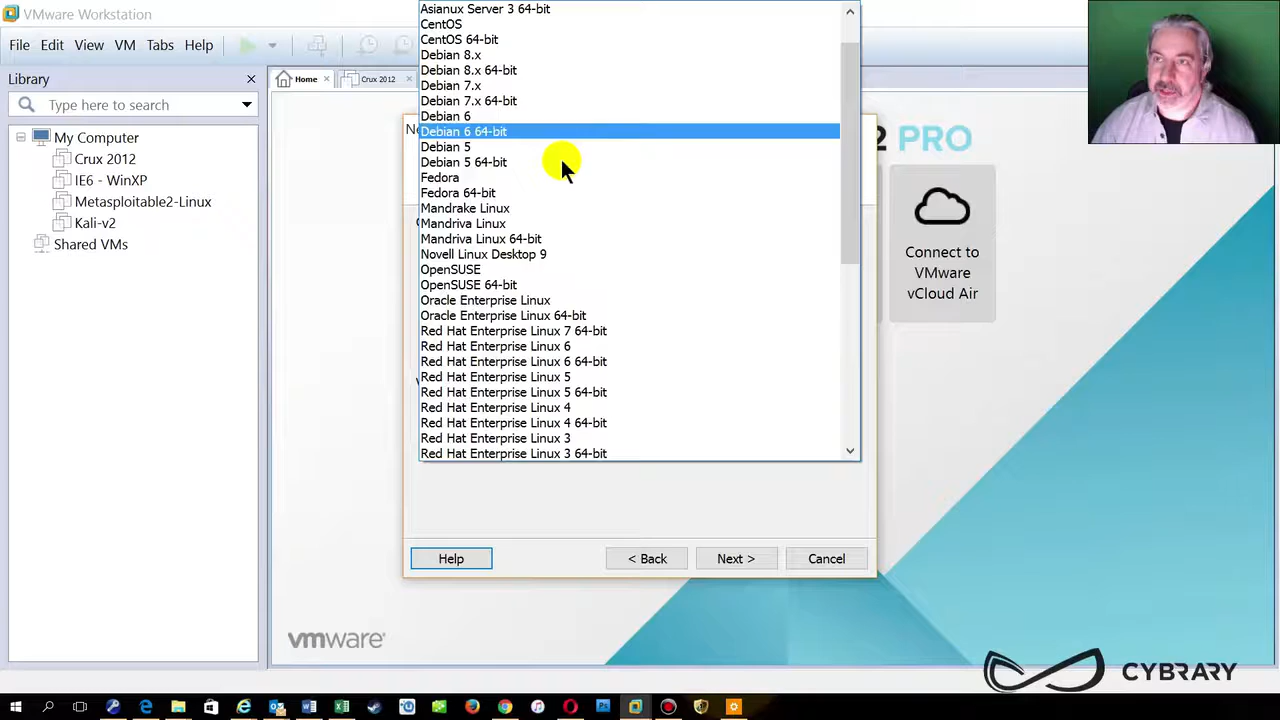 VMware Workstation
File Edit View VM Tabs Help
Library
Type here to search
My Computer
Crux 2012
IE6 - WinXP
Metasploitable2-Linux
Kali-v2
Shared VMs
Home
Crux 2012
Asianux Server 3 64-bit
CentOS
CentOS 64-bit
Debian 8.x
Debian 8.x 64-bit
Debian 7.x
Debian 7.x 64-bit
Debian 6
Debian 6 64-bit
Debian 5
Debian 5 64-bit
Fedora
Fedora 64-bit
Mandrake Linux
Mandriva Linux
Mandriva Linux 64-bit
Novell Linux Desktop 9
OpenSUSE
OpenSUSE 64-bit
Oracle Enterprise Linux
Oracle Enterprise Linux 64-bit
Red Hat Enterprise Linux 7 64-bit
Red Hat Enterprise Linux 6
Red Hat Enterprise Linux 6 64-bit
Red Hat Enterprise Linux 5
Red Hat Enterprise Linux 5 64-bit
Red Hat Enterprise Linux 4
Red Hat Enterprise Linux 4 64-bit
Red Hat Enterprise Linux 3
Red Hat Enterprise Linux 3 64-bit
2 PRO
Connect to
VMware
vCloud Air
Help
< Back
Next >
Cancel
vmware
CYBRARY